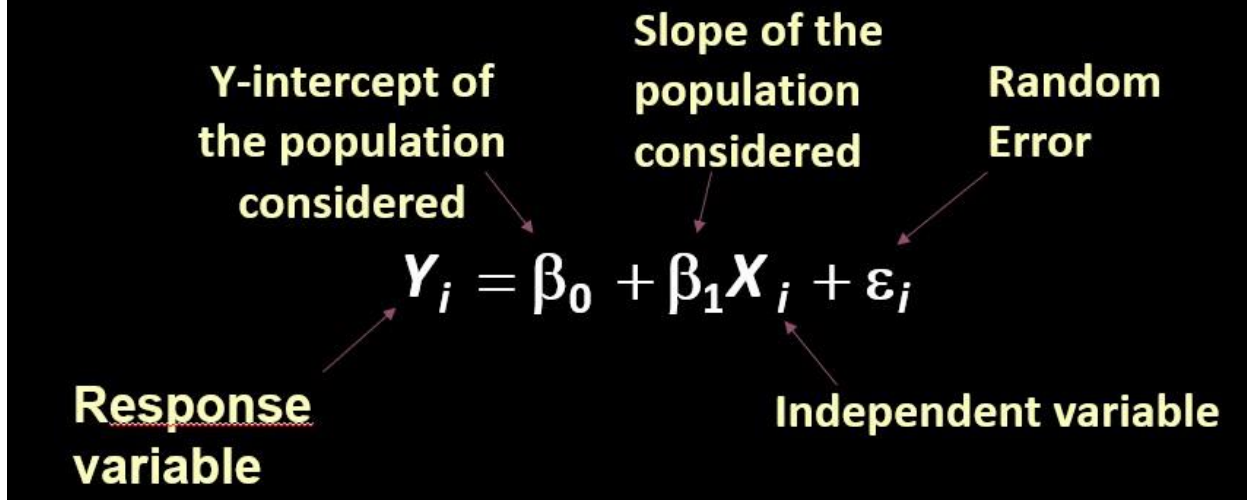 Y-intercept of
the population
considered
Slope of the
population
considered
Random
Error
Yᵢ = β₀ + β₁Xᵢ + εᵢ
Response
variable
Independent variable